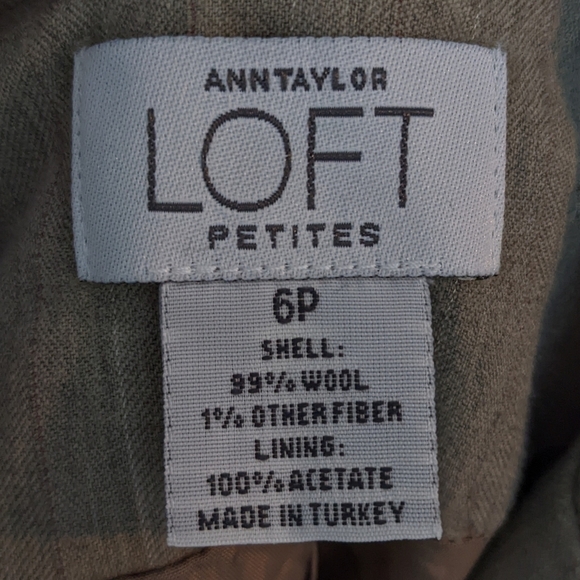 ANNTAYLOR
LOFT
PETITES
6P
SHELL:
99% WOOL
1% OTHER FIBER
LINING:
100% ACETATE
MADE IN TURKEY